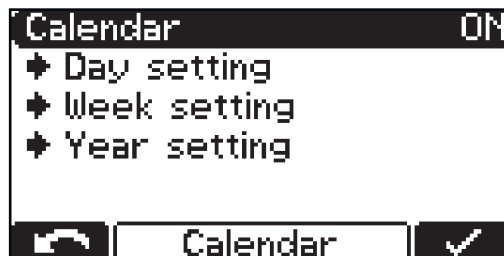 Calendar ON
Day setting
Week setting
Year setting
Calendar